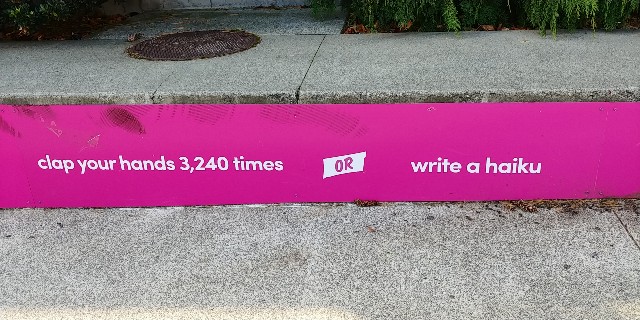 clap your hands 3,240 times OR write a haiku